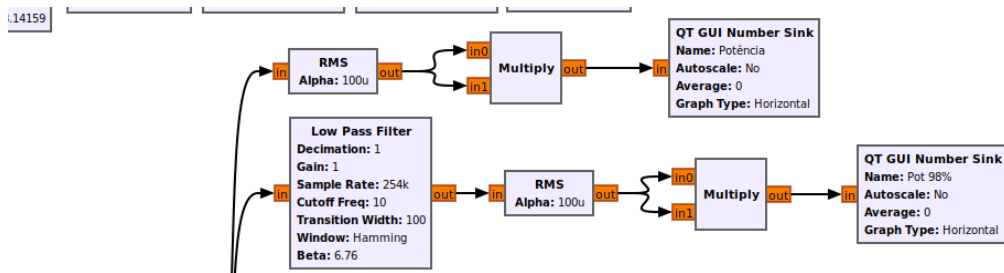 3.14159
RMS
Alpha: 100u
in
out
in0
in1
Multiply
out
in
QT GUI Number Sink
Name: Potência
Autoscale: No
Average: 0
Graph Type: Horizontal
Low Pass Filter
Decimation: 1
Gain: 1
Sample Rate: 254k
Cutoff Freq: 10
Transition Width: 100
Window: Hamming
Beta: 6.76
in
out
in
RMS
Alpha: 100u
out
in0
in1
Multiply
out
in
QT GUI Number Sink
Name: Pot 98%
Autoscale: No
Average: 0
Graph Type: Horizontal